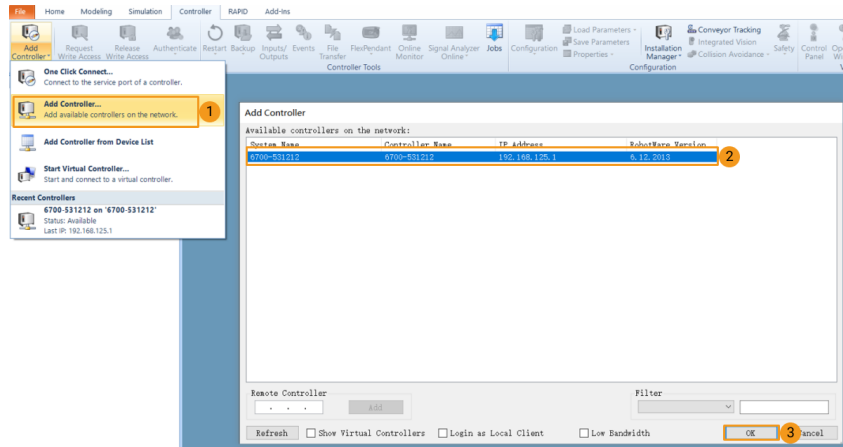 File Home Modeling Simulation Controller RAPID Add-Ins
Add Controller Request Write Access Release Write Access Authenticate Restart Backup Inputs/ Outputs Events File Transfer FlexPendant Online Monitor Signal Analyzer Online Jobs Configuration Load Parameters Save Parameters Properties Installation Manager Conveyor Tracking Integrated Vision Collision Avoidance Safety Control Panel
Controller Tools Configuration
One Click Connect...
Connect to the service port of a controller.
Add Controller...
Add available controllers on the network.
1
Add Controller from Device List
Start Virtual Controller...
Start and connect to a virtual controller.
Recent Controllers
6700-531212 on '6700-531212'
Status: Available
Last IP: 192.168.125.1
Add Controller
Available controllers on the network:
System Name Controller Name IP Address RobotWare Version
6700-531212 6700-531212 192.168.125.1 6.12.2013
2
Remote Controller Filter
. . . Add
Refresh Show Virtual Controllers Login as Local Client Low Bandwidth OK 3 ancel